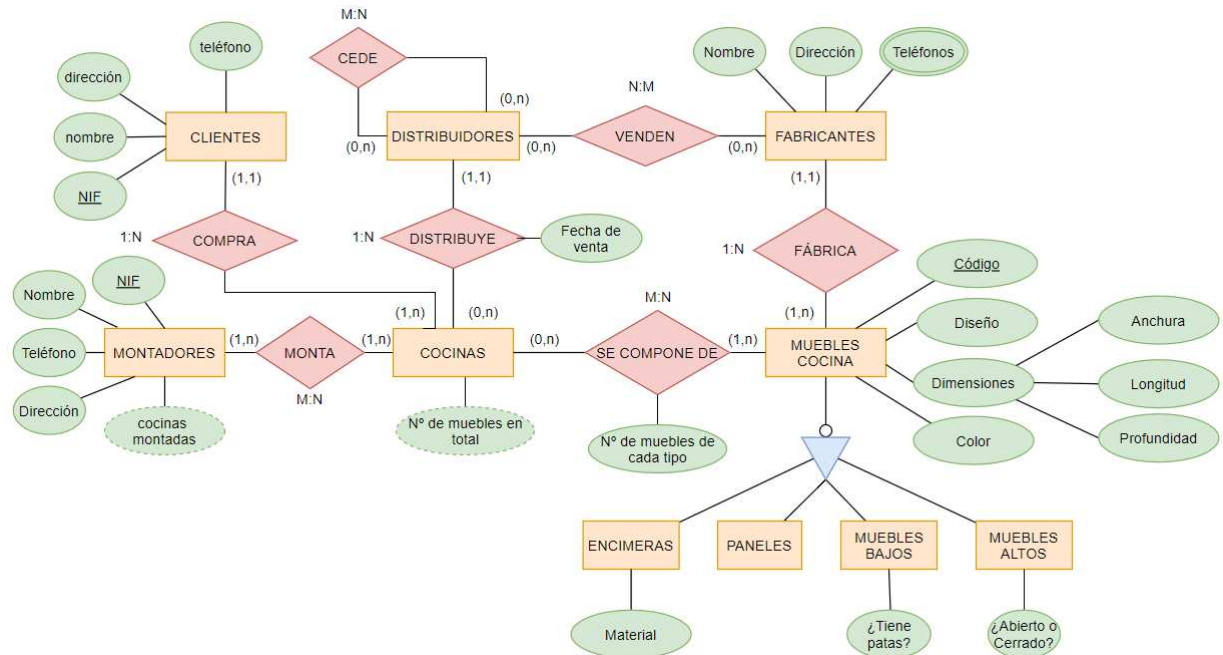 M:N
teléfono
CEDE
Nombre
Dirección
Teléfonos
dirección
(0,n)
N:M
nombre
CLIENTES
DISTRIBUIDORES
VENDEN
FABRICANTES
(0,n)
(0,n)
(0,n)
NIF
(1,1)
(1,1)
(1,1)
1:N
COMPRA
1:N
DISTRIBUYE
Fecha de
venta
1:N
FÁBRICA
Código
NIF
Nombre
M:N
(1,n)
(1,n)
(1,n)
(0,n)
(0,n)
(1,n)
(1,n)
Diseño
Anchura
Teléfono
MONTADORES
MONTA
COCINAS
SE COMPONE DE
MUEBLES
COCINA
Dimensiones
Longitud
M:N
Dirección
cocinas
montadas
Nº de muebles en
total
Nº de muebles de
cada tipo
Color
Profundidad
ENCIMERAS
PANELES
MUEBLES
BAJOS
MUEBLES
ALTOS
Material
¿Tiene
patas?
¿Abierto o
Cerrado?